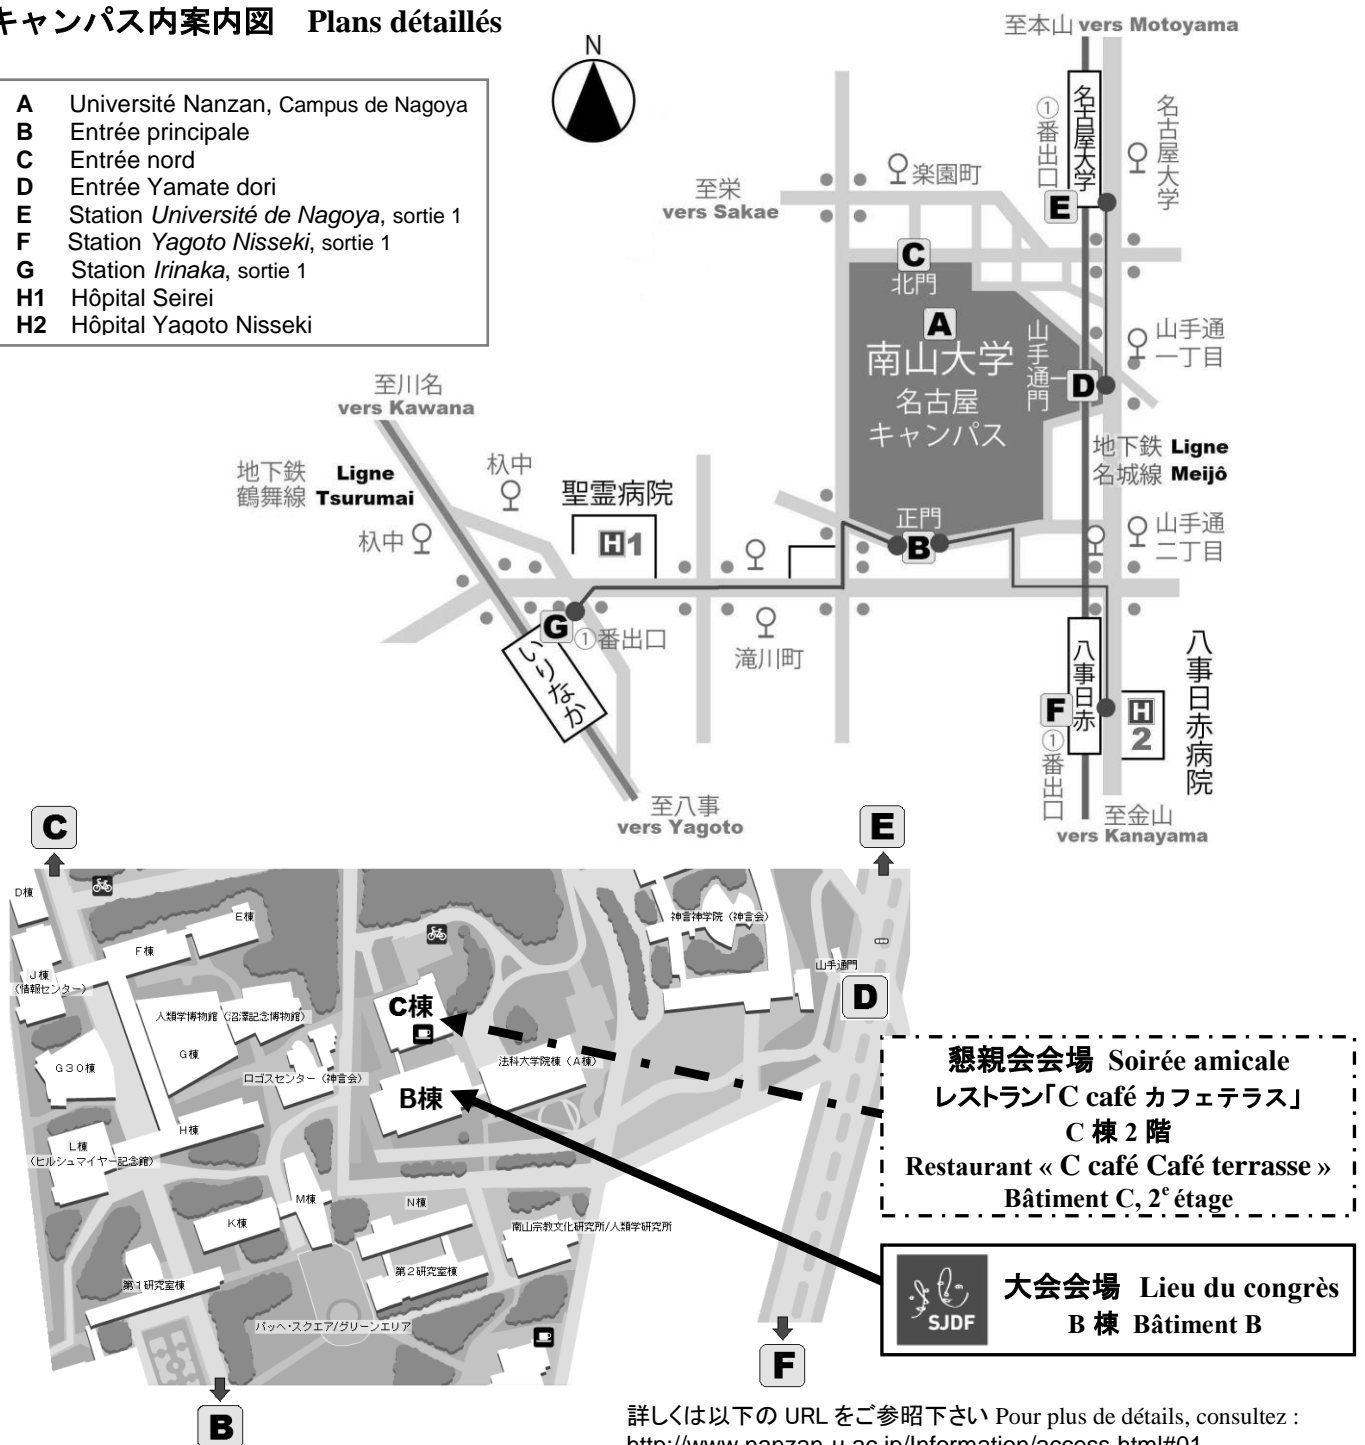 キャンパス内案内図 Plans détaillés
A Université Nanzan, Campus de Nagoya
B Entrée principale
C Entrée nord
D Entrée Yamate dori
E Station Université de Nagoya, sortie 1
F Station Yagoto Nisseki, sortie 1
G Station Irinaka, sortie 1
H1 Hôpital Seirei
H2 Hôpital Yagoto Nisseki
N
至本山 vers Motoyama
名古屋大学
①番出口
名古屋大学
E
楽園町
至栄
vers Sakae
C
北門
A
南山大学
名古屋
キャンパス
山手通門
D
山手通
一丁目
至川名
vers Kawana
地下鉄 Ligne
鶴舞線 Tsurumai
杁中
杁中
聖霊病院
H1
地下鉄 Ligne
名城線 Meijô
正門
B
山手通
二丁目
G
①番出口
いりなか
滝川町
八事日赤
F
①番出口
H
2
八事日赤病院
至八事
vers Yagoto
至金山
vers Kanayama
C
E
D棟
E棟
F棟
J棟
（情報センター）
人類学博物館（沼澤記念博物館）
G棟
G30棟
ロゴスセンター（神言会）
C棟
B棟
法科大学院棟（A棟）
神言神学院（神言会）
山手通門
D
H棟
L棟
（ヒルシュマイヤー記念館）
M棟
K棟
N棟
南山宗教文化研究所/人類学研究所
第1研究室棟
第2研究室棟
バッヘ・スクエア/グリーンエリア
B
F
懇親会会場 Soirée amicale
レストラン「C café カフェテラス」
C 棟 2 階
Restaurant « C café Café terrasse »
Bâtiment C, 2e étage
SJDF
大会会場 Lieu du congrès
B 棟 Bâtiment B
詳しくは以下の URL をご参昭下さい Pour plus de détails, consultez :
http://www.nanzan-u.ac.jp/Information/access.html#01